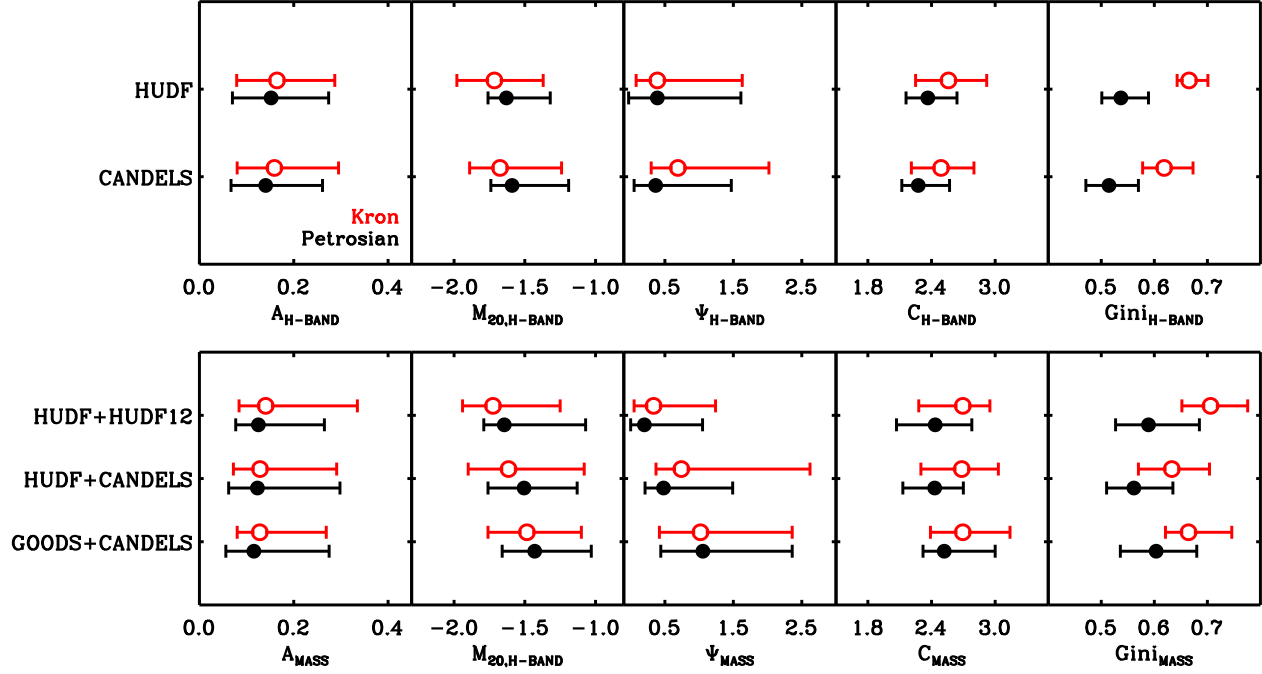 HUDF
CANDELS
Kron
Petrosian
0.0 0.2 0.4 −2.0 −1.5 −1.0 0.5 1.5 2.5 1.8 2.4 3.0 0.5 0.6 0.7
A_H−BAND M_20,H−BAND Ψ_H−BAND C_H−BAND Gini_H−BAND
HUDF+HUDF12
HUDF+CANDELS
GOODS+CANDELS
0.0 0.2 0.4 −2.0 −1.5 −1.0 0.5 1.5 2.5 1.8 2.4 3.0 0.5 0.6 0.7
A_MASS M_20,H−BAND Ψ_MASS C_MASS Gini_MASS